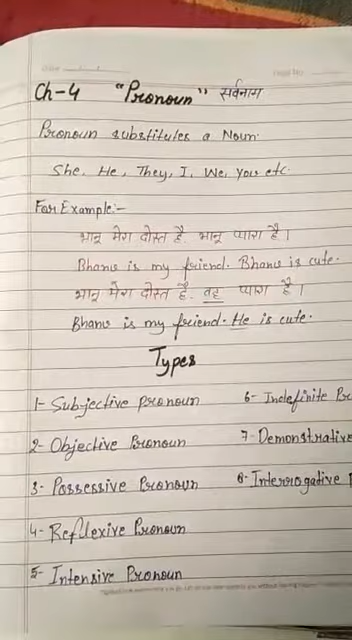 Ch-4 "Pronoun" सर्वनाम
Pronoun substitutes a Noun.
She, He, They, I, We, You etc.
For Example:-
भानू मेरा दोस्त है. भानू प्यारा है।
Bhanu is my friend. Bhanu is cute.
भानू मेरा दोस्त है. वह प्यारा है।
Bhanu is my friend. He is cute.
Types
1- Subjective Pronoun
6- Indefinite
2- Objective Pronoun
7- Demonstrative
3- Possessive Pronoun
8- Interrogative
4- Reflexive Pronoun
5- Intensive Pronoun